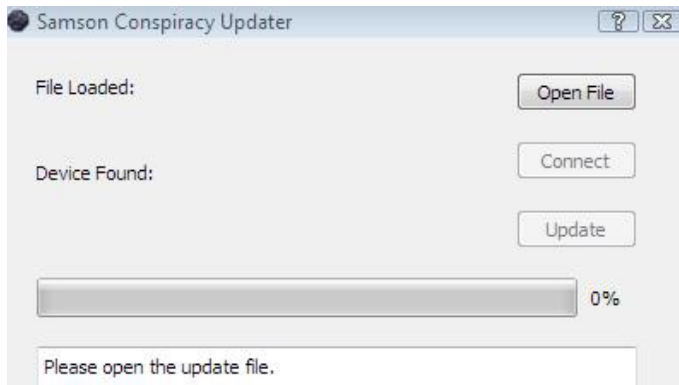 Samson Conspiracy Updater
File Loaded:
Open File
Connect
Device Found:
Update
0%
Please open the update file.